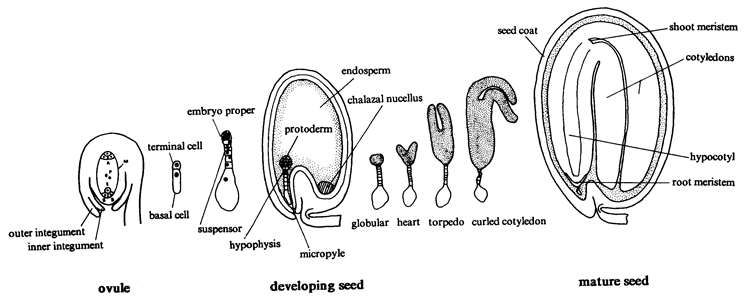 seed coat
shoot meristem
cotyledons
endosperm
chalazal nucellus
embryo proper
protoderm
terminal cell
hypocotyl
root meristem
basal cell
outer integument
inner integument
suspensor
hypophysis
micropyle
globular
heart
torpedo
curled cotyledon
ovule
developing seed
mature seed